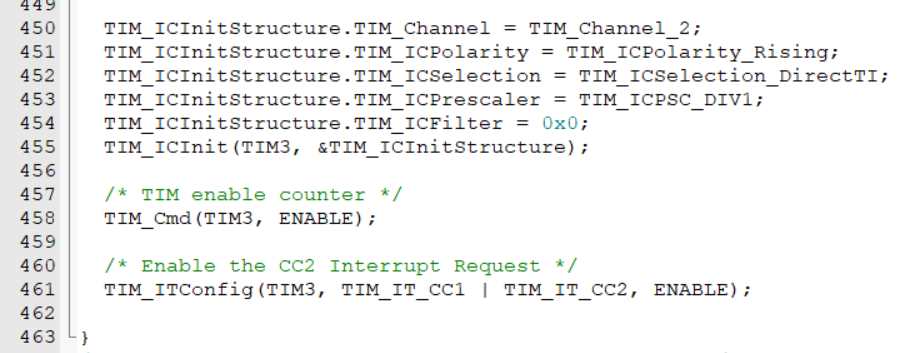 449
450 TIM_ICInitStructure.TIM_Channel = TIM_Channel_2;
451 TIM_ICInitStructure.TIM_ICPolarity = TIM_ICPolarity_Rising;
452 TIM_ICInitStructure.TIM_ICSelection = TIM_ICSelection_DirectTI;
453 TIM_ICInitStructure.TIM_ICPrescaler = TIM_ICPSC_DIV1;
454 TIM_ICInitStructure.TIM_ICFilter = 0x0;
455 TIM_ICInit(TIM3, &TIM_ICInitStructure);
456
457 /* TIM enable counter */
458 TIM_Cmd(TIM3, ENABLE);
459
460 /* Enable the CC2 Interrupt Request */
461 TIM_ITConfig(TIM3, TIM_IT_CC1 | TIM_IT_CC2, ENABLE);
462
463 }